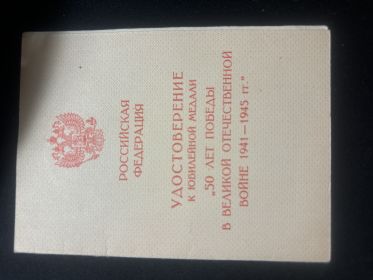 РОССИЙСКАЯ
ФЕДЕРАЦИЯ
УДОСТОВЕРЕНИЕ
К ЮБИЛЕЙНОЙ МЕДАЛИ
„50 ЛЕТ ПОБЕДЫ
В ВЕЛИКОЙ ОТЕЧЕСТВЕННОЙ
ВОЙНЕ 1941—1945 гг.”